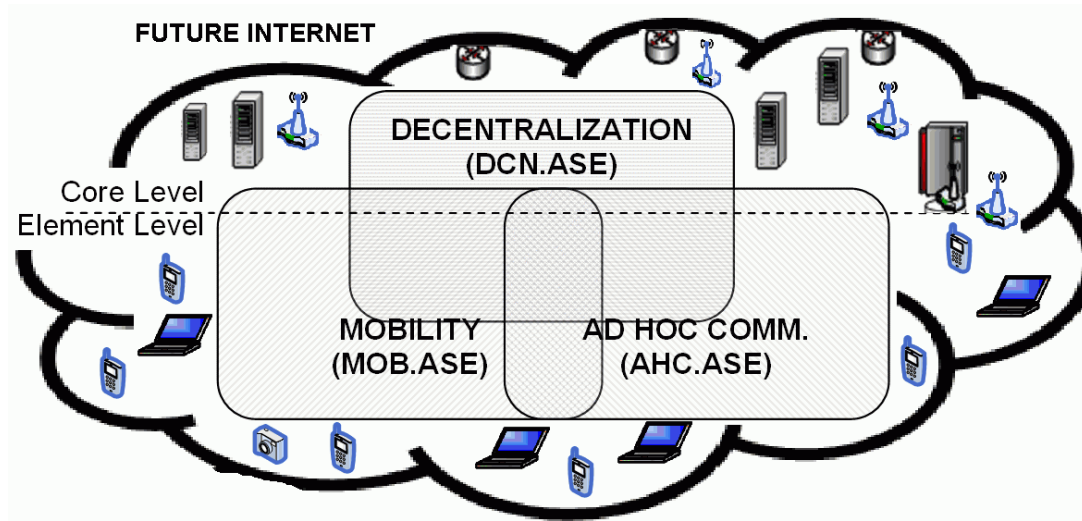 FUTURE INTERNET
DECENTRALIZATION
(DCN.ASE)
Core Level
Element Level
MOBILITY
(MOB.ASE)
AD HOC COMM.
(AHC.ASE)